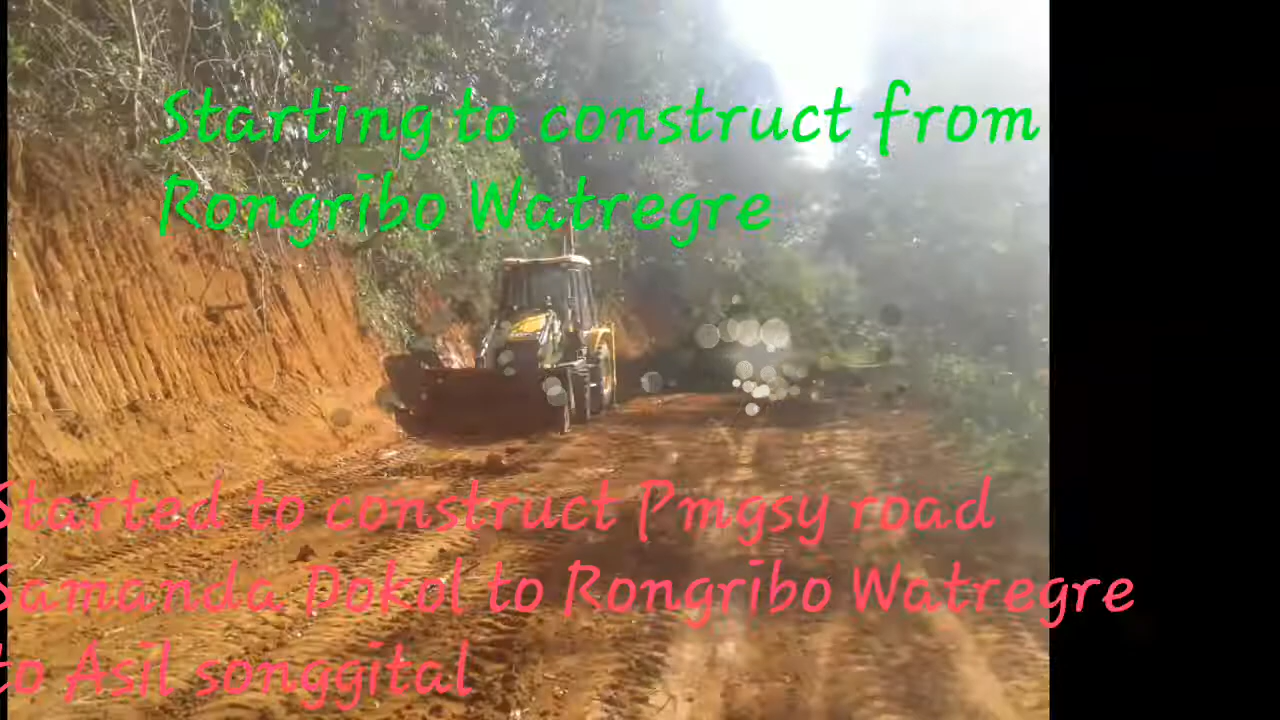 Starting to construct from
Rongribo Watregre
Started to construct Pmgsy road
Samanda Dokol to Rongribo Watregre
to Asil songgital